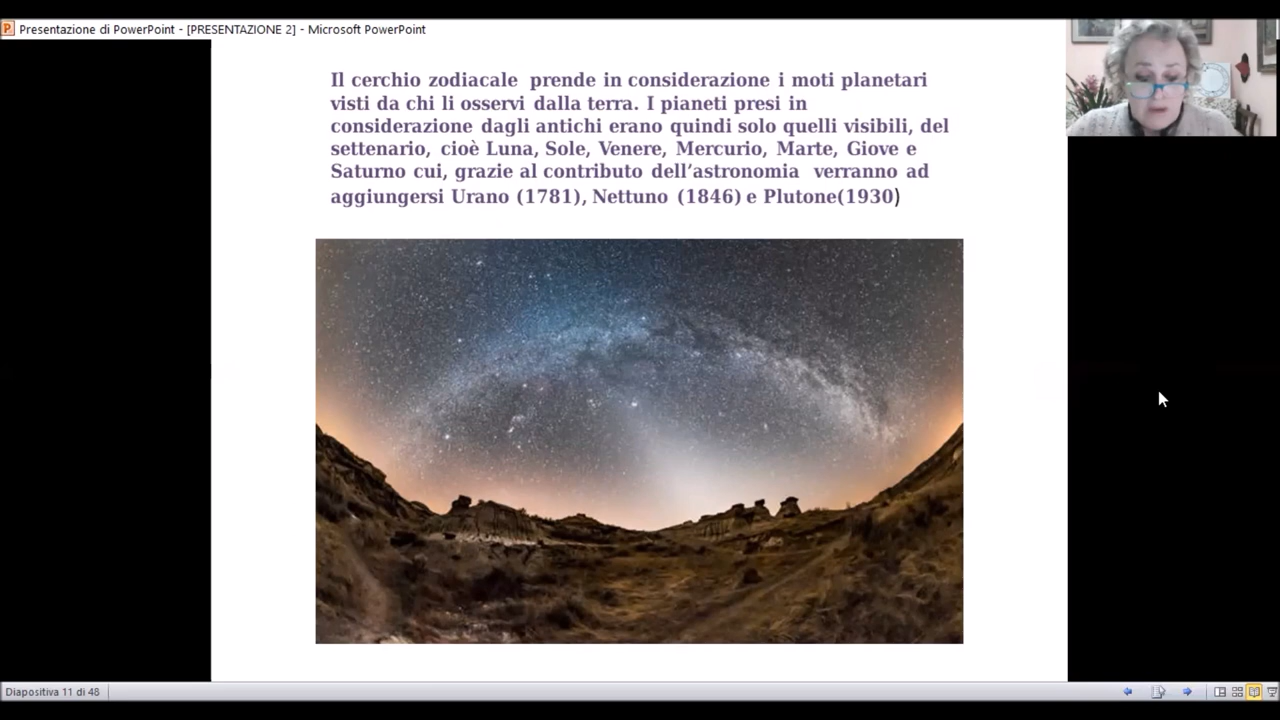 Presentazione di PowerPoint - [PRESENTAZIONE 2] - Microsoft PowerPoint
Il cerchio zodiacale prende in considerazione i moti planetari
visti da chi li osservi dalla terra. I pianeti presi in
considerazione dagli antichi erano quindi solo quelli visibili, del
settenario, cioè Luna, Sole, Venere, Mercurio, Marte, Giove e
Saturno cui, grazie al contributo dell’astronomia verranno ad
aggiungersi Urano (1781), Nettuno (1846) e Plutone(1930)
Diapositiva 11 di 48